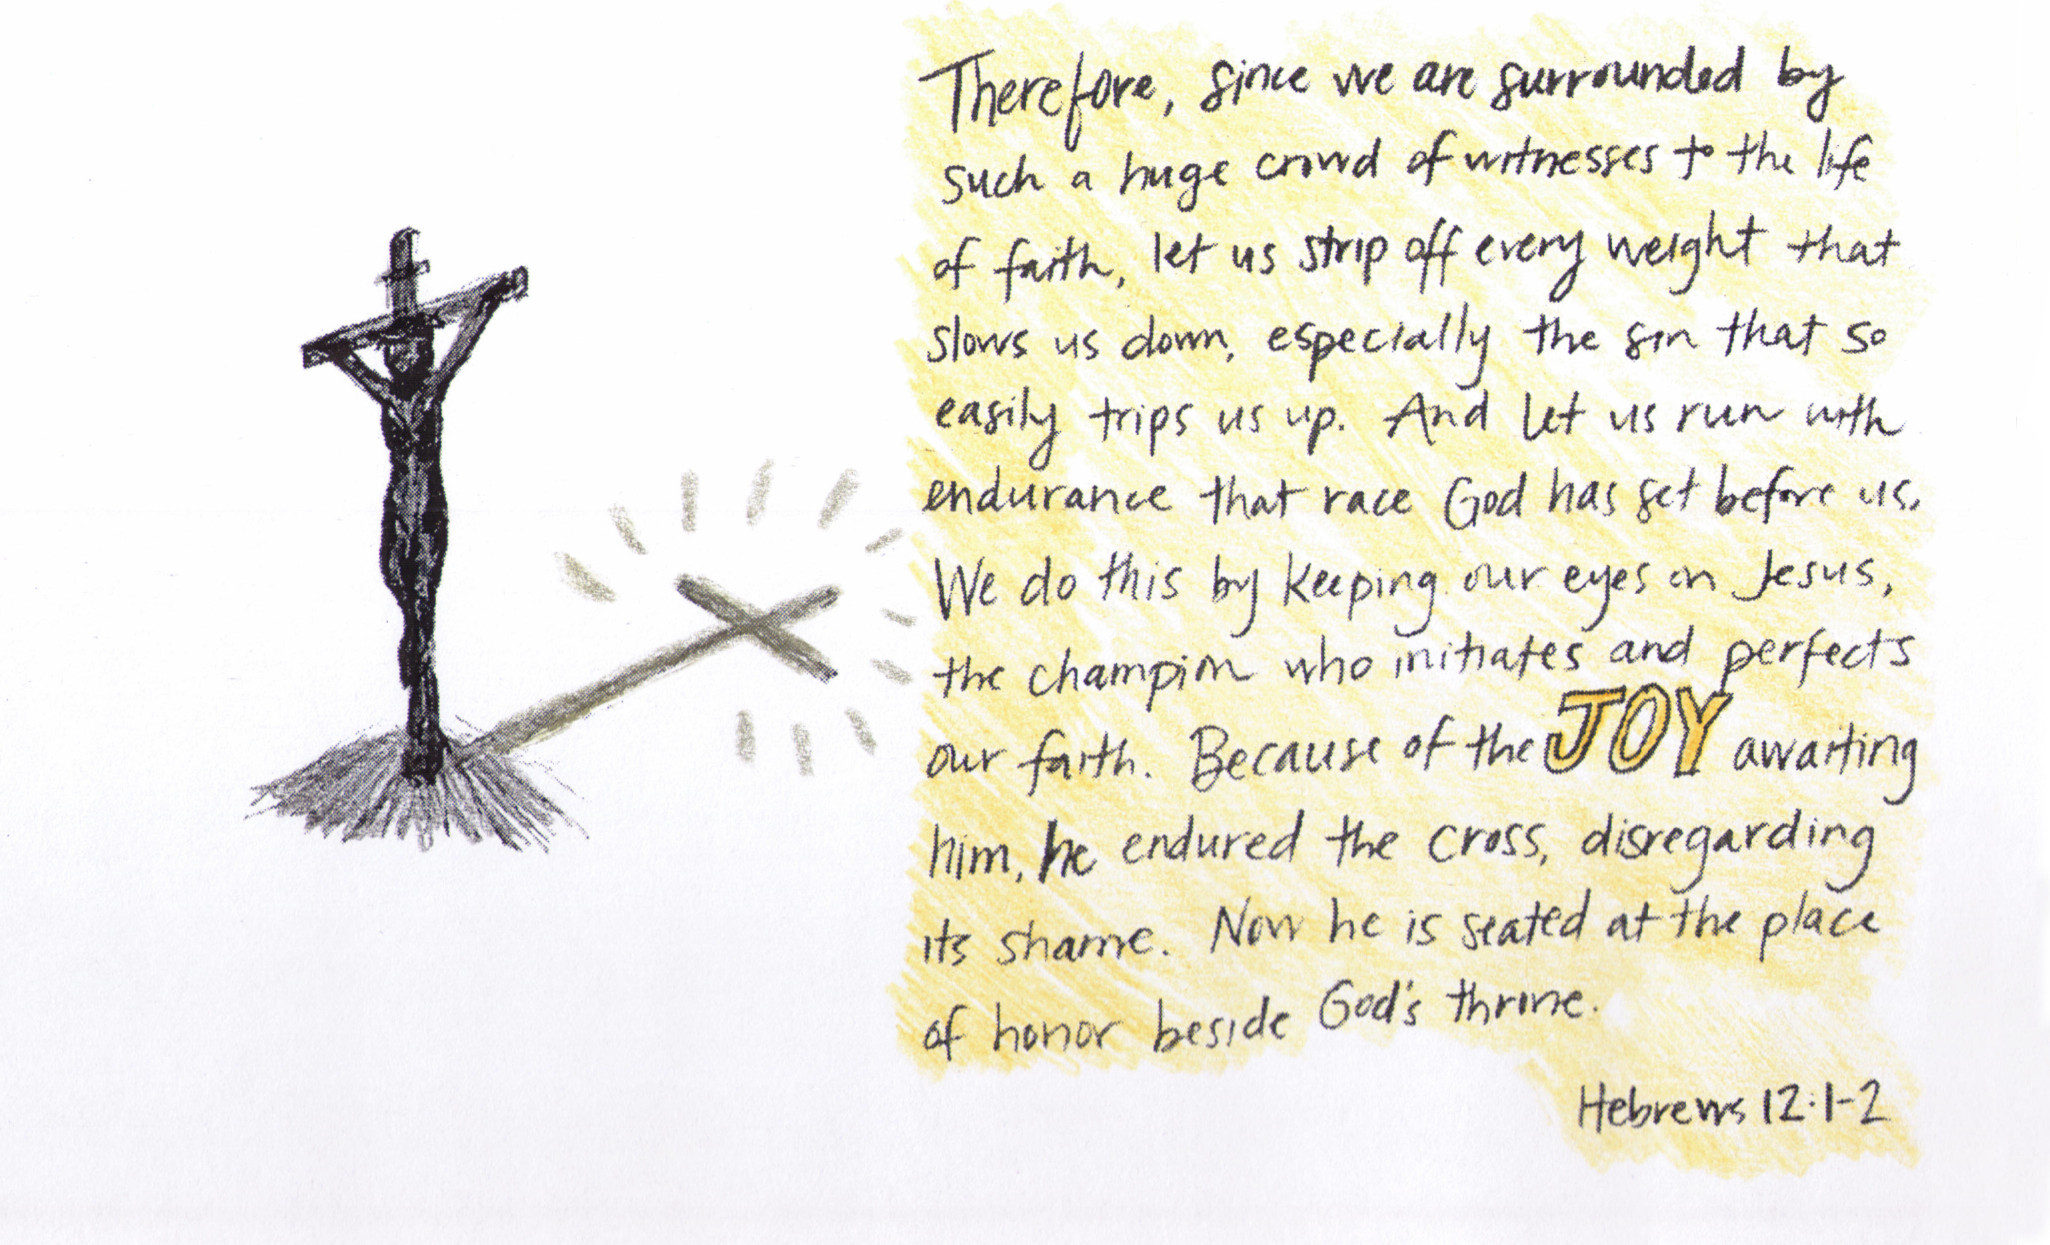 Therefore, since we are surrounded by
such a huge crowd of witnesses to the life
of faith, let us strip off every weight that
slows us down, especially the sin that so
easily trips us up. And let us run with
endurance that race God has set before us.
We do this by keeping our eyes on Jesus,
the champion who initiates and perfects
our faith. Because of the JOY awaiting
him, he endured the cross, disregarding
its shame. Now he is seated at the place
of honor beside God's throne.
Hebrews 12:1-2